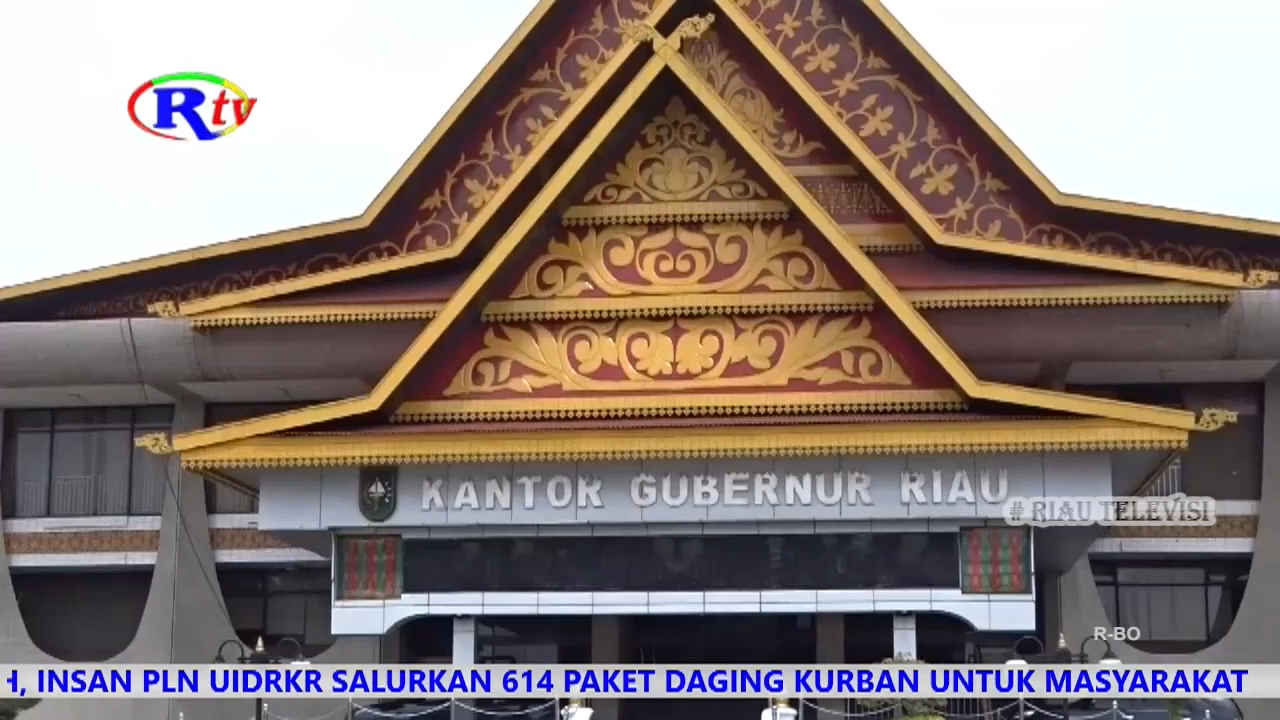 Rtv
KANTOR GUBERNUR RIAU
# RIAU TELEVISI
R-BO
H, INSAN PLN UIDRKR SALURKAN 614 PAKET DAGING KURBAN UNTUK MASYARAKAT